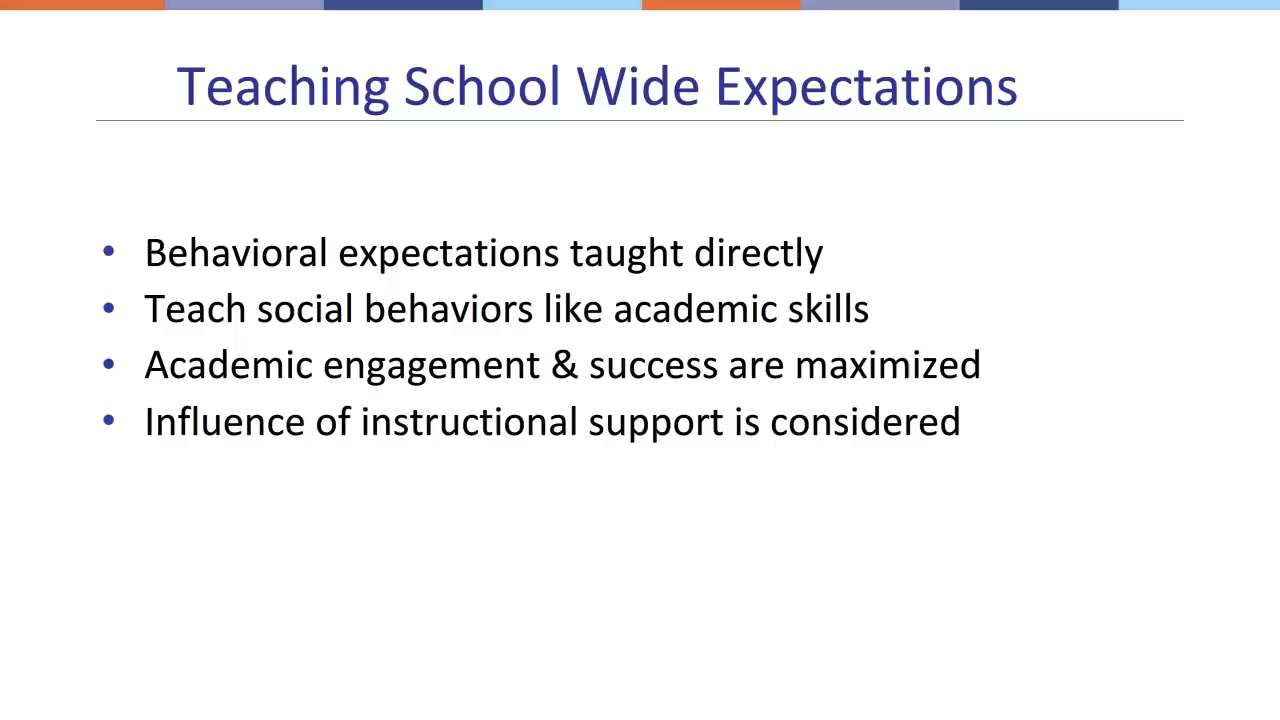 Teaching School Wide Expectations
• Behavioral expectations taught directly
• Teach social behaviors like academic skills
• Academic engagement & success are maximized
• Influence of instructional support is considered